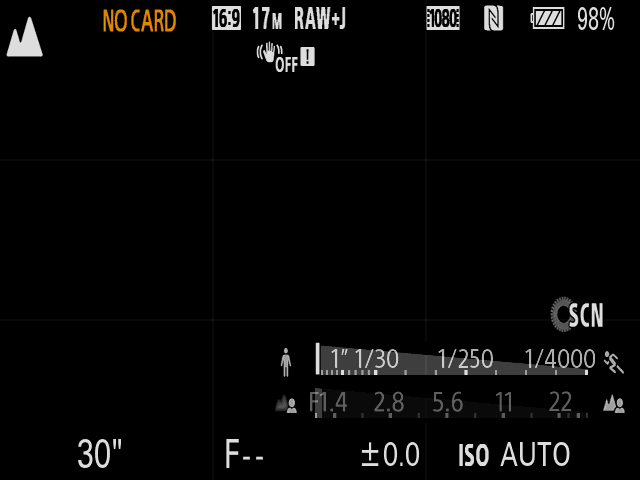 NO CARD 16:9 17M RAW+J 1080 N 98%
OFF !
SCN
1" 1/30 1/250 1/4000
F1.4 2.8 5.6 11 22
30" F-- ±0.0 ISO AUTO